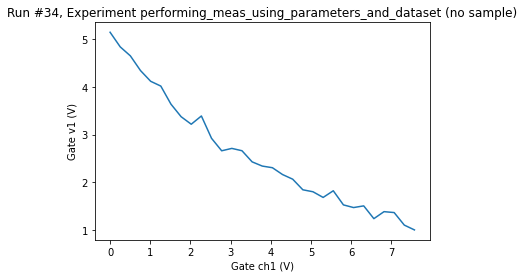 Run #34, Experiment performing_meas_using_parameters_and_dataset (no sample)
5
4
3
2
1
Gate v1 (V)
0 1 2 3 4 5 6 7
Gate ch1 (V)